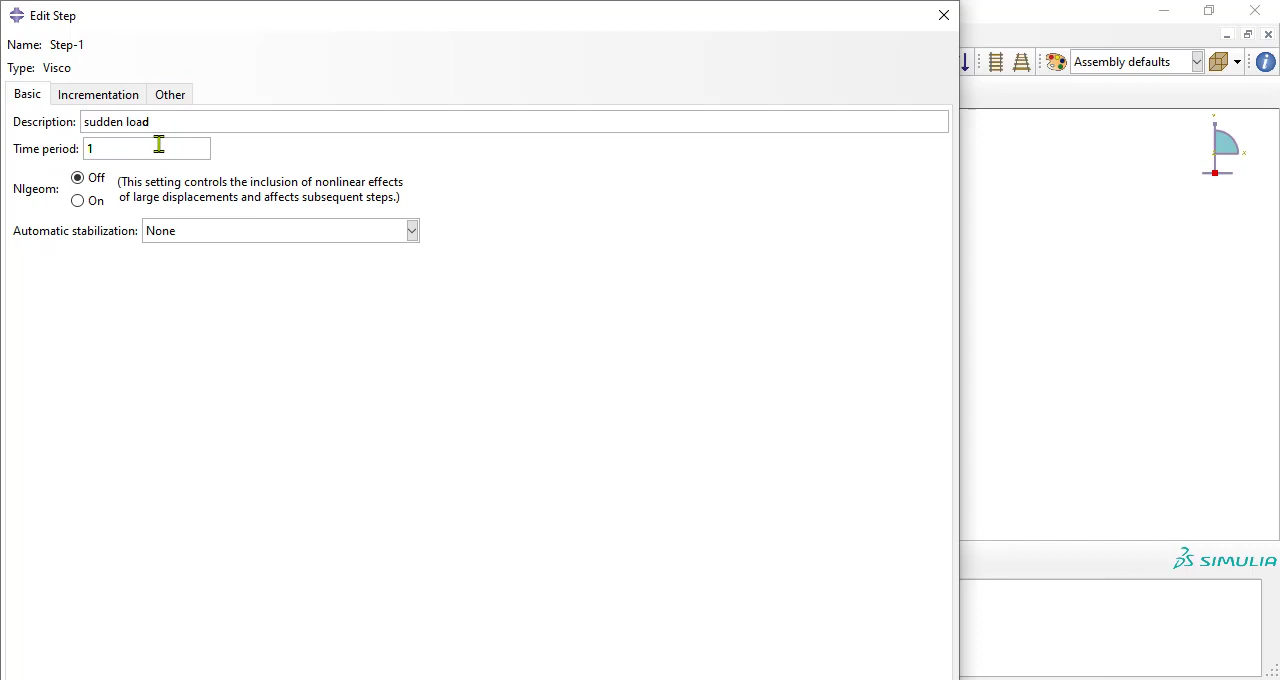 Edit Step
Name: Step-1
Type: Visco
Basic Incrementation Other
Description: sudden load
Time period: 1
Nlgeom: Off (This setting controls the inclusion of nonlinear effects
On of large displacements and affects subsequent steps.)
Automatic stabilization: None
Assembly defaults
Y
X
SIMULIA